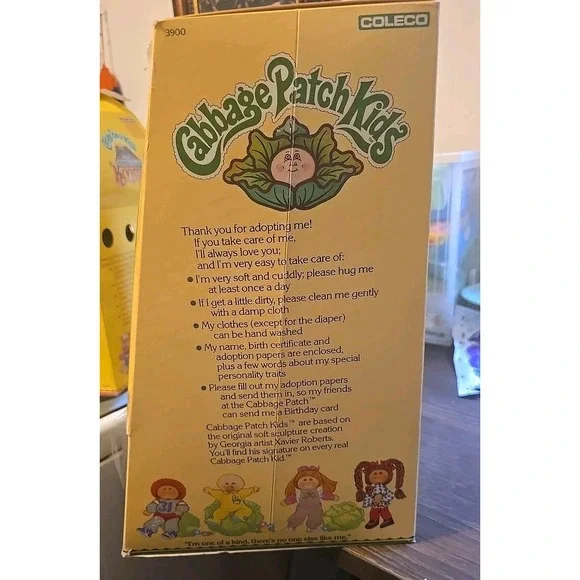 3900
COLECO
Cabbage Patch Kids
Thank you for adopting me!
If you take care of me,
I'll always love you;
and I'm very easy to take care of:
• I'm very soft and cuddly; please hug me
at least once a day
• If I get a little dirty, please clean me gently
with a damp cloth
• My clothes (except for the diaper)
can be hand washed
• My name, birth certificate and
adoption papers are enclosed,
plus a few words about my special
personality traits
• Please fill out my adoption papers
and send them in, so my friends
at the Cabbage Patch™
can send me a Birthday card
Cabbage Patch Kids™ are based on
the original soft sculpture creation
by Georgia artist Xavier Roberts.
You'll find his signature on every real
Cabbage Patch Kid.™
31
"I'm one of a kind, there's no one else like me."